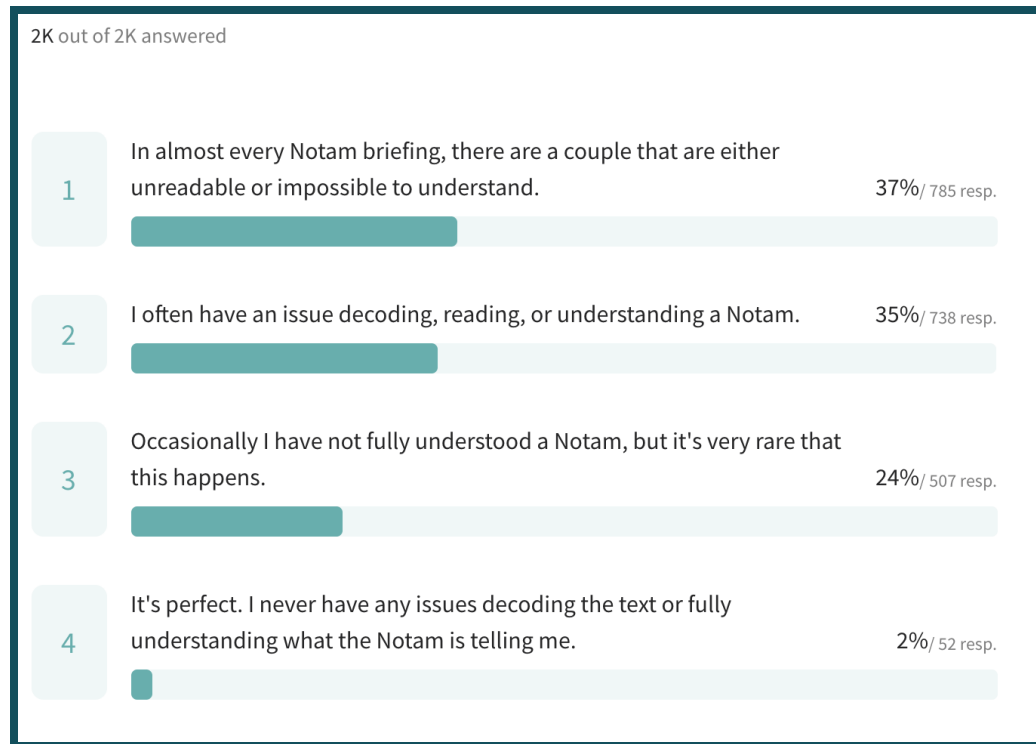 2K out of 2K answered
1
In almost every Notam briefing, there are a couple that are either
unreadable or impossible to understand.
37%/ 785 resp.
2
I often have an issue decoding, reading, or understanding a Notam.
35%/ 738 resp.
3
Occasionally I have not fully understood a Notam, but it's very rare that
this happens.
24%/ 507 resp.
4
It's perfect. I never have any issues decoding the text or fully
understanding what the Notam is telling me.
2%/ 52 resp.